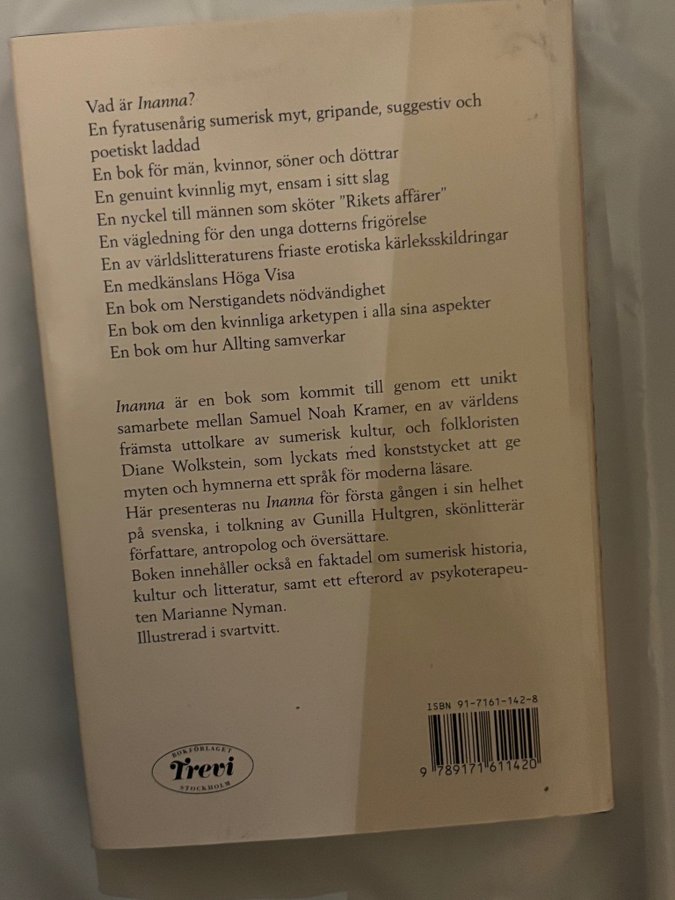 Vad är Inanna?
En fyratusenårig sumerisk myt, gripande, suggestiv och
poetiskt laddad
En bok för män, kvinnor, söner och döttrar
En genuint kvinnlig myt, ensam i sitt slag
En nyckel till männen som sköter "Rikets affärer"
En vägledning för den unga dotterns frigörelse
En av världslitteraturens friaste erotiska kärleksskildringar
En medkänslans Höga Visa
En bok om Nerstigandets nödvändighet
En bok om den kvinnliga arketypen i alla sina aspekter
En bok om hur Allting samverkar
Inanna är en bok som kommit till genom ett unikt
samarbete mellan Samuel Noah Kramer, en av världens
främsta uttolkare av sumerisk kultur, och folkloristen
Diane Wolkstein, som lyckats med konststycket att ge
myten och hymnerna ett språk för moderna läsare.
Här presenteras nu Inanna för första gången i sin helhet
på svenska, i tolkning av Gunilla Hultgren, skönlitterär
författare, antropolog och översättare.
Boken innehåller också en faktadel om sumerisk historia,
kultur och litteratur, samt ett efterord av psykoterapeu-
ten Marianne Nyman.
Illustrerad i svartvitt.
ISBN 91-7161-142-8
9 789171 611420
BOKFÖRLAGET
Trevi
STOCKHOLM